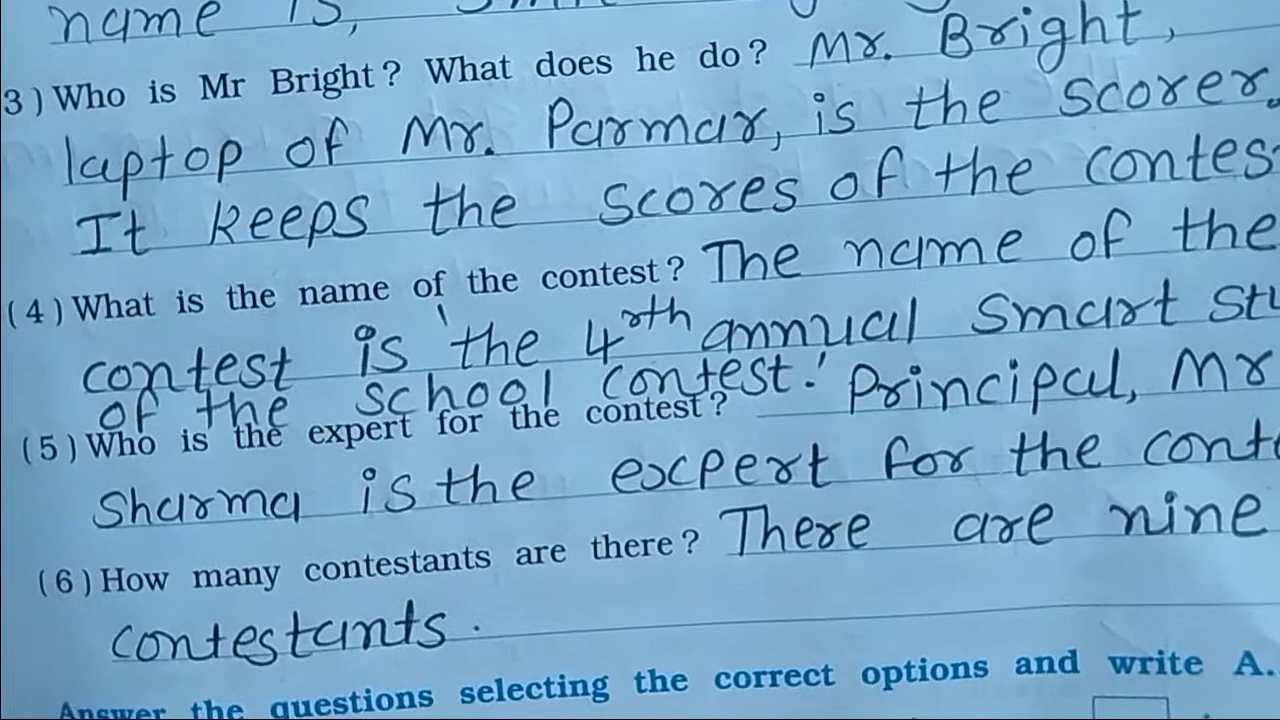 name is,
3) Who is Mr Bright? What does he do? Mr. Bright,
laptop of Mr. Parmar, is the scorer.
It keeps the scores of the contes
(4) What is the name of the contest? The name of the
contest is 'the 4rth annual Smart Stu
of the school contest.'
(5) Who is the expert for the contest? Principal, Mr
Sharma is the expert for the conte
(6) How many contestants are there? There are nine
contestants.
Answer the questions selecting the correct options and write A.